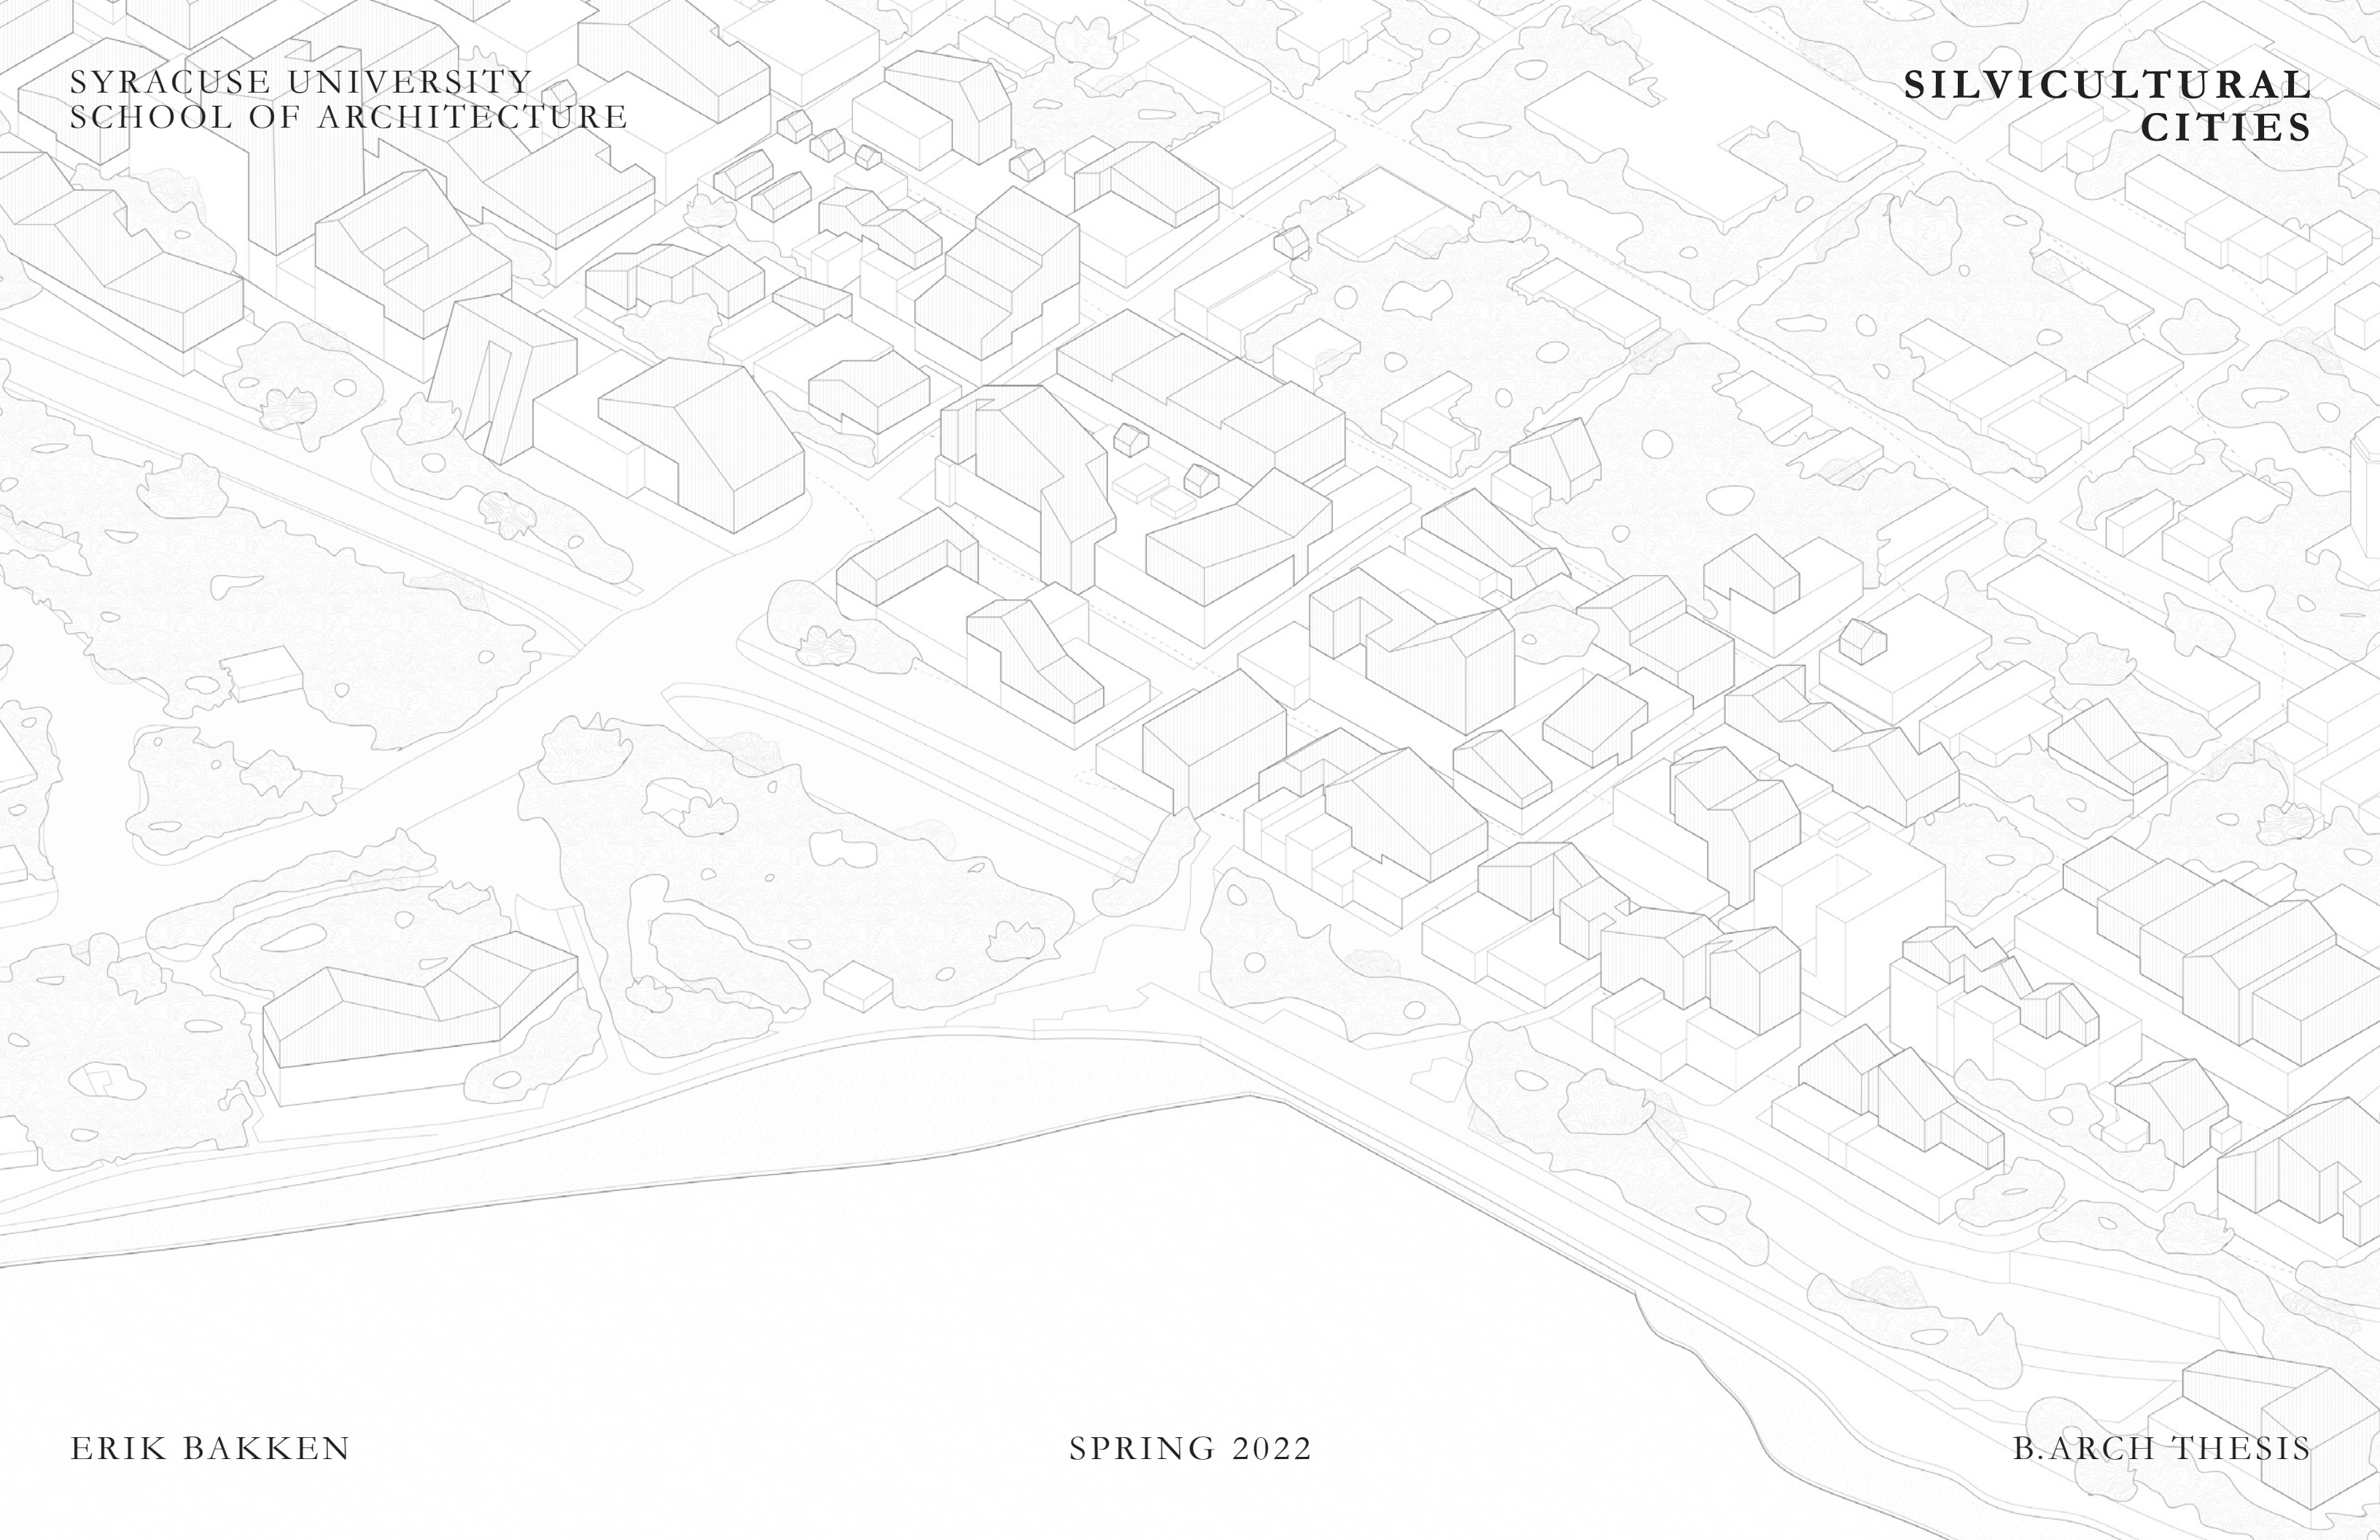 SYRACUSE UNIVERSITY
SCHOOL OF ARCHITECTURE
SILVICULTURAL
CITIES
ERIK BAKKEN
SPRING 2022
B.ARCH THESIS